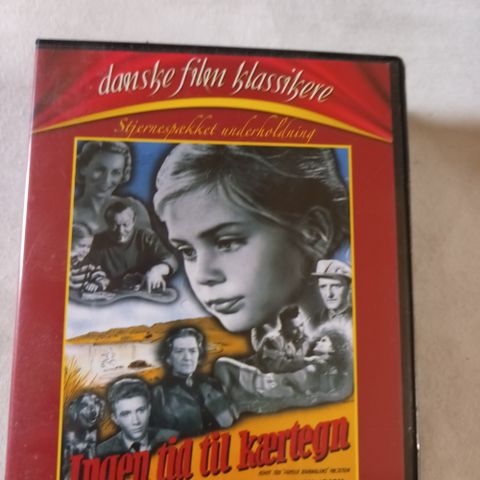 danske film klassikere
Stjernespækket underholdning
Ingen tid til kærtegn